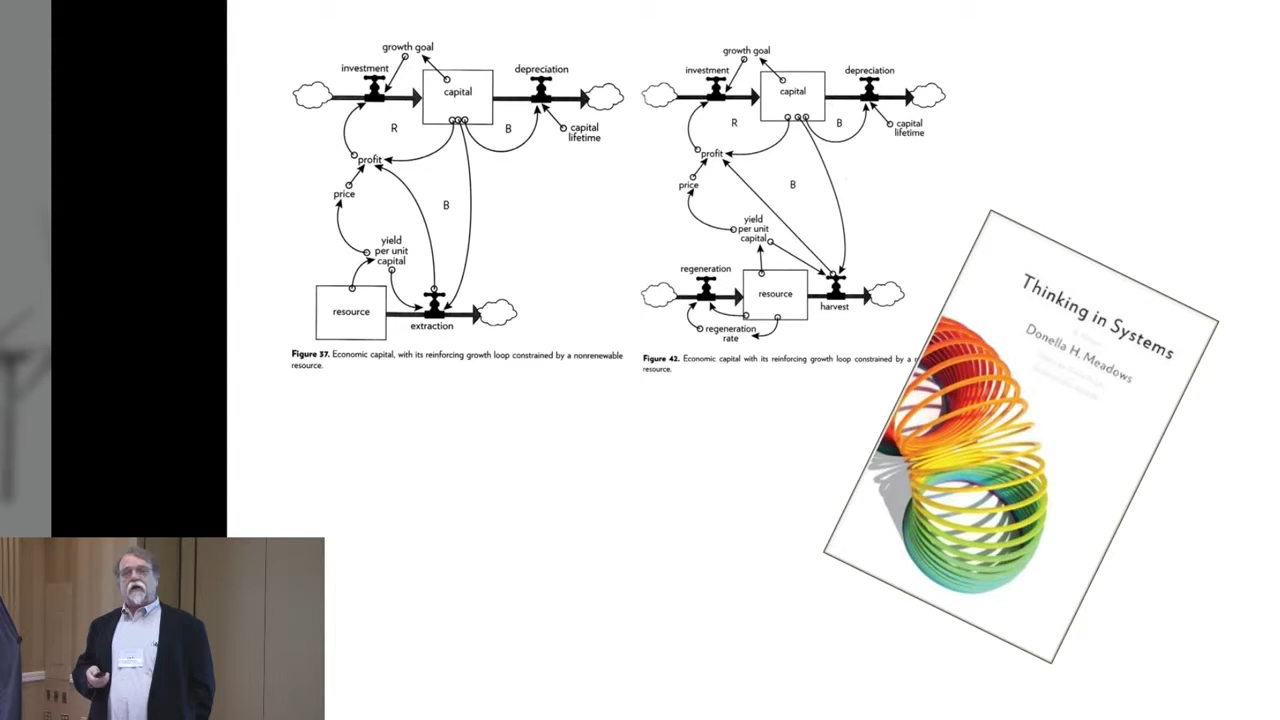 growth goal
investment
capital
depreciation
R
B
capital
lifetime
profit
price
B
yield
per unit
capital
resource
extraction
Figure 37. Economic capital, with its reinforcing growth loop constrained by a nonrenewable
resource.
growth goal
investment
capital
depreciation
R
B
capital
lifetime
profit
price
B
yield
per unit
capital
regeneration
resource
harvest
regeneration
rate
Figure 42. Economic capital with its reinforcing growth loop constrained by a
resource.
Thinking in Systems
Donella H. Meadows